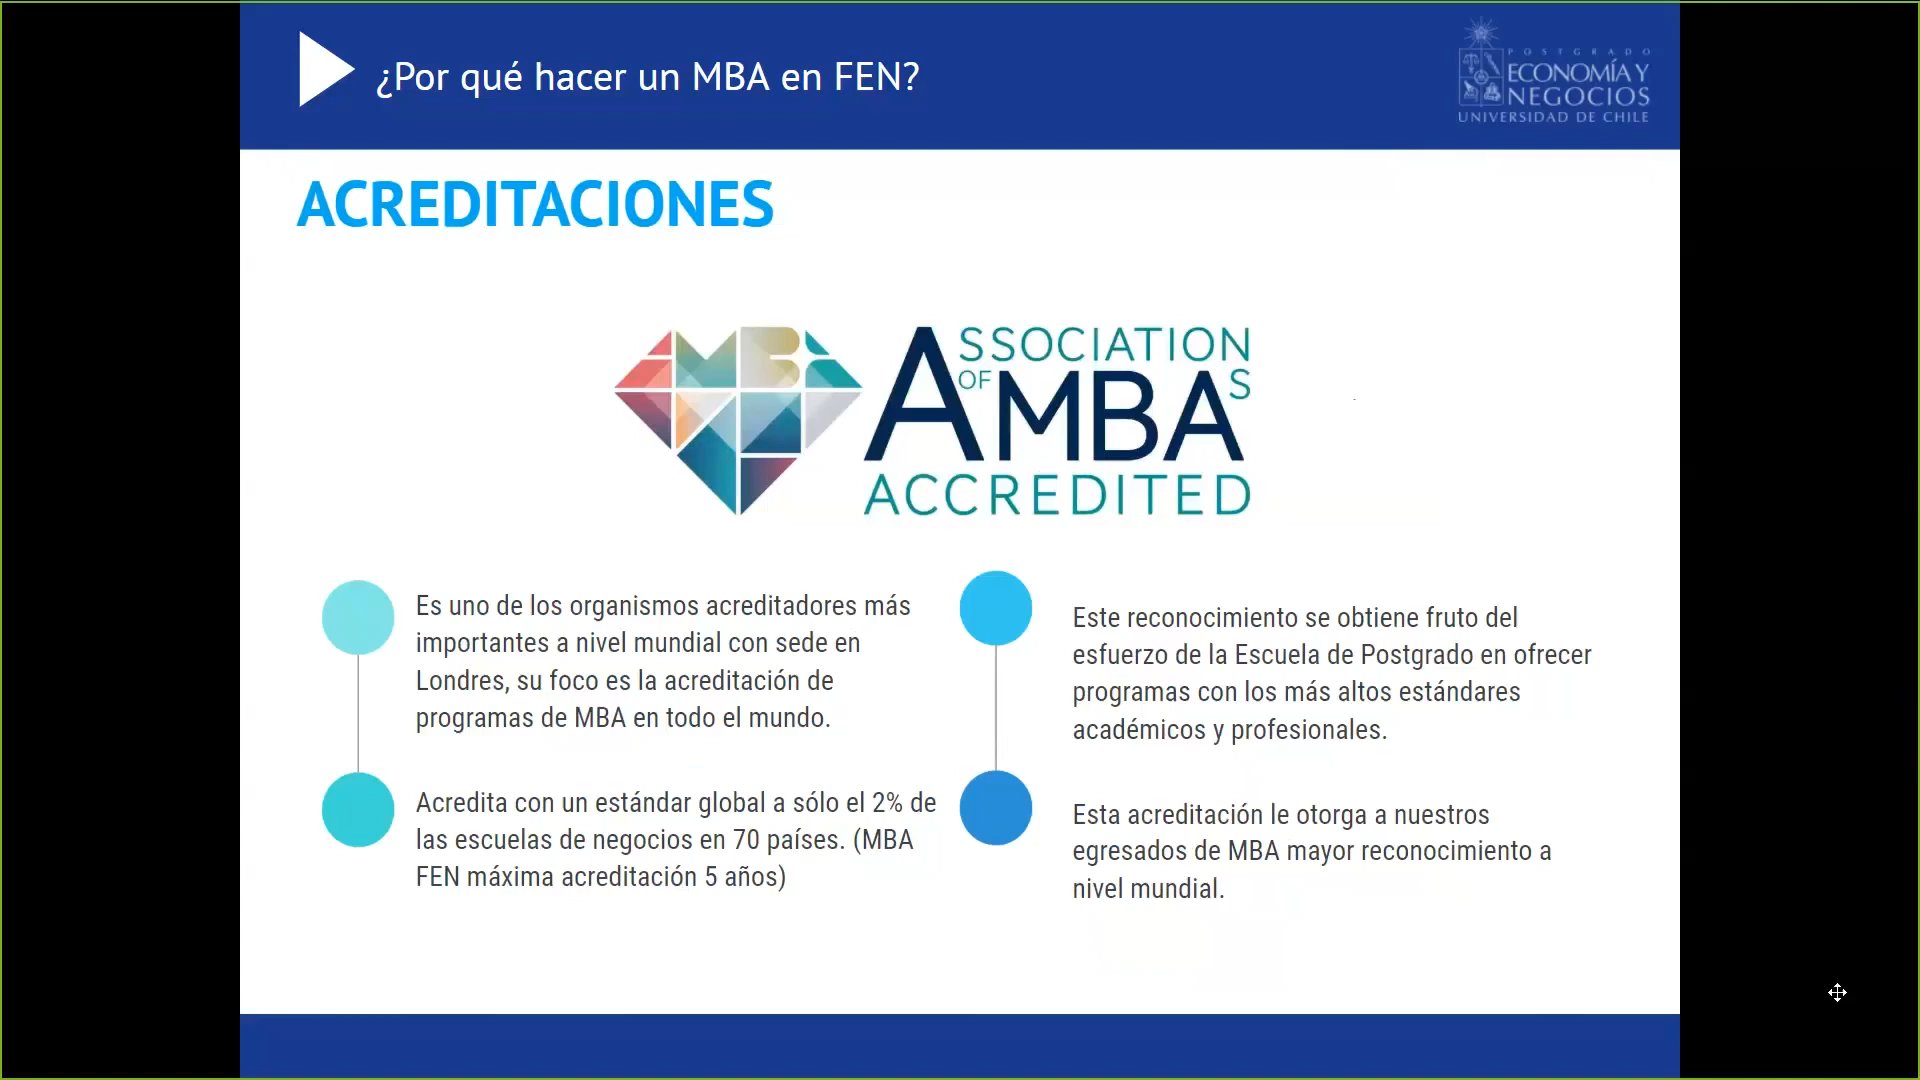 ¿Por qué hacer un MBA en FEN?
POSTGRADO
ECONOMÍA Y
NEGOCIOS
UNIVERSIDAD DE CHILE
ACREDITACIONES
ASSOCIATION
OF MBAS
ACCREDITED
Es uno de los organismos acreditadores más
importantes a nivel mundial con sede en
Londres, su foco es la acreditación de
programas de MBA en todo el mundo.
Acredita con un estándar global a sólo el 2% de
las escuelas de negocios en 70 países. (MBA
FEN máxima acreditación 5 años)
Este reconocimiento se obtiene fruto del
esfuerzo de la Escuela de Postgrado en ofrecer
programas con los más altos estándares
académicos y profesionales.
Esta acreditación le otorga a nuestros
egresados de MBA mayor reconocimiento a
nivel mundial.